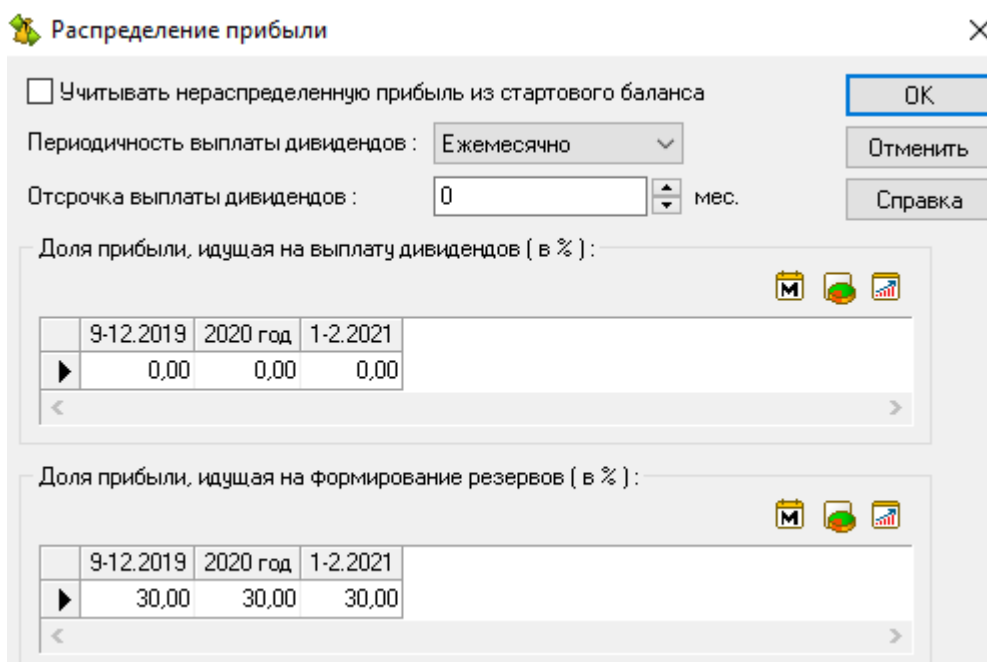 Распределение прибыли
Учитывать нераспределенную прибыль из стартового баланса
OK
Периодичность выплаты дивидендов :
Ежемесячно
Отменить
Отсрочка выплаты дивидендов :
0
мес.
Справка
Доля прибыли, идущая на выплату дивидендов ( в % ) :
M
9-12.2019 2020 год 1-2.2021
0,00 0,00 0,00
Доля прибыли, идущая на формирование резервов ( в % ) :
M
9-12.2019 2020 год 1-2.2021
30,00 30,00 30,00